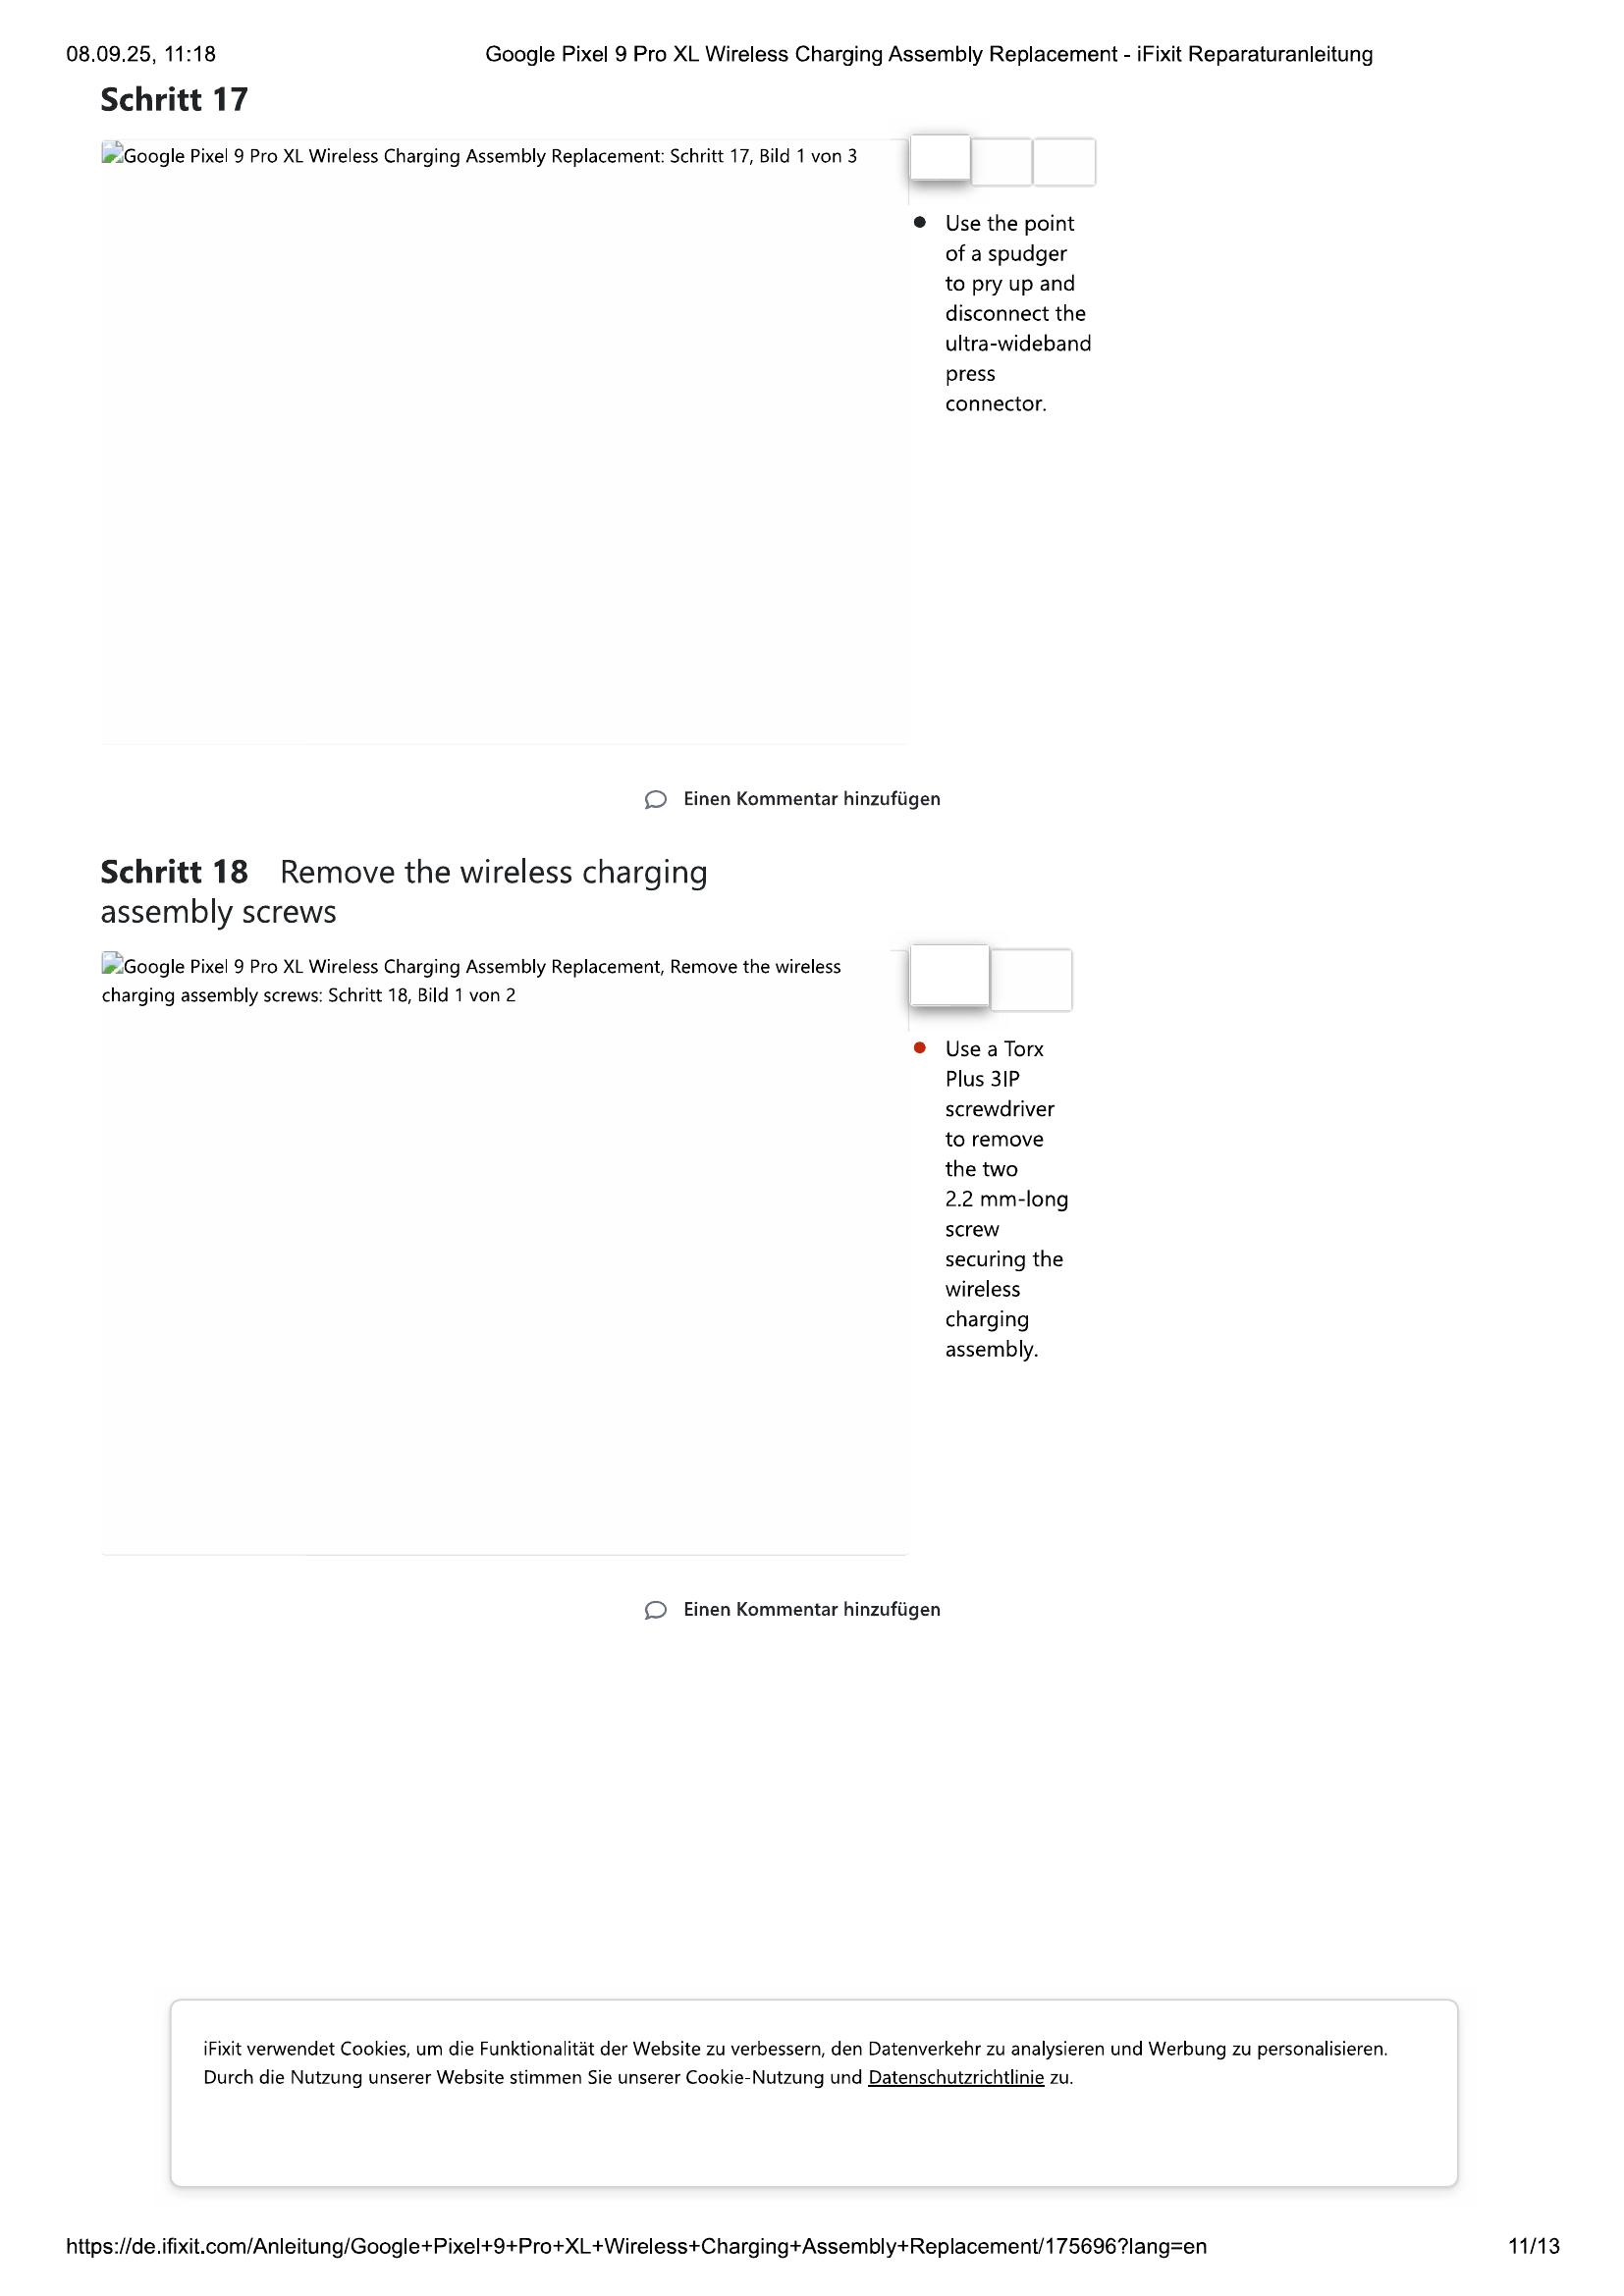 08.09.25, 11:18
Google Pixel 9 Pro XL Wireless Charging Assembly Replacement - iFixit Reparaturanleitung
Schritt 17
Google Pixel 9 Pro XL Wireless Charging Assembly Replacement: Schritt 17, Bild 1 von 3
Use the point
of a spudger
to pry up and
disconnect the
ultra-wideband
press
connector.
Einen Kommentar hinzufügen
Schritt 18 Remove the wireless charging
assembly screws
Google Pixel 9 Pro XL Wireless Charging Assembly Replacement, Remove the wireless
charging assembly screws: Schritt 18, Bild 1 von 2
Use a Torx
Plus 3IP
screwdriver
to remove
the two
2.2 mm-long
screw
securing the
wireless
charging
assembly.
Einen Kommentar hinzufügen
iFixit verwendet Cookies, um die Funktionalität der Website zu verbessern, den Datenverkehr zu analysieren und Werbung zu personalisieren.
Durch die Nutzung unserer Website stimmen Sie unserer Cookie-Nutzung und Datenschutzrichtlinie zu.
https://de.ifixit.com/Anleitung/Google+Pixel+9+Pro+XL+Wireless+Charging+Assembly+Replacement/175696?lang=en
11/13